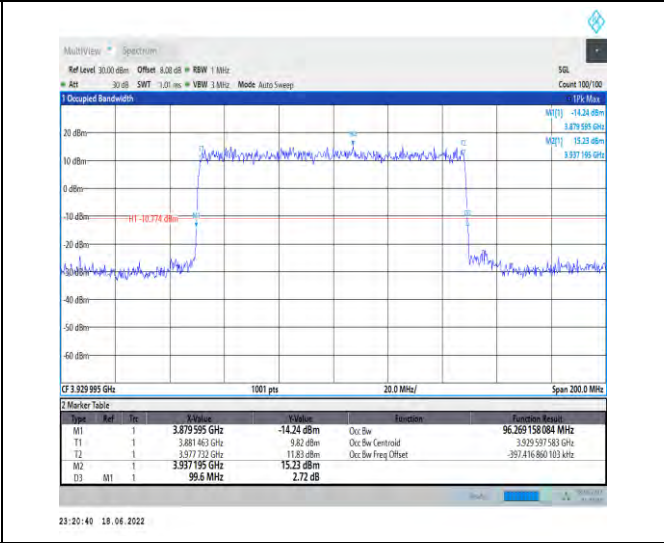 MultiView Spectrum
Ref Level 30.00 dBm Offset 8.08 dB RBW 1 MHz SGL
Att 30 dB SWT 1.01 ms VBW 3 MHz Mode Auto Sweep Count 100/100
1 Occupied Bandwidth 1Pk Max
M1[1] -14.24 dBm
3.879 595 GHz
M2[1] 15.23 dBm
3.937 195 GHz
20 dBm
10 dBm
0 dBm
-10 dBm H1 -10.774 dBm
-20 dBm
-30 dBm
-40 dBm
-50 dBm
-60 dBm
CF 3.929 995 GHz 1001 pts 20.0 MHz/ Span 200.0 MHz
2 Marker Table
Type Ref Trc X-Value Y-Value Function Function Result
M1 1 3.879595 GHz -14.24 dBm Occ Bw 96.269 158 084 MHz
T1 1 3.881 463 GHz 9.82 dBm Occ Bw Centroid 3.929 597 583 GHz
T2 1 3.977 732 GHz 11.83 dBm Occ Bw Freq Offset -397.416 860 103 kHz
M2 1 3.937195 GHz 15.23 dBm
D3 M1 1 99.6 MHz 2.72 dB
23:20:40 18.06.2022